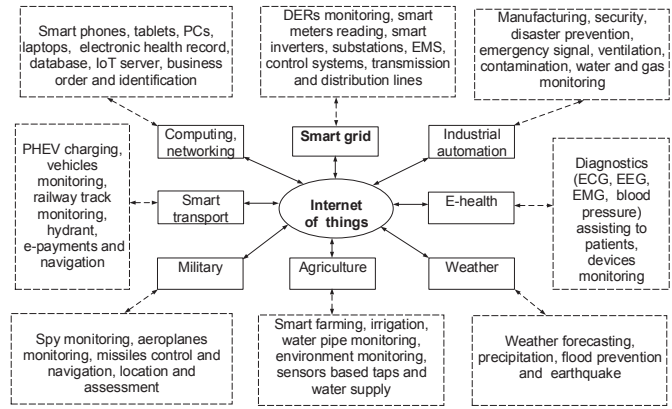 Smart phones, tablets, PCs,
laptops, electronic health record,
database, IoT server, business
order and identification
DERs monitoring, smart
meters reading, smart
inverters, substations, EMS,
control systems, transmission
and distribution lines
Manufacturing, security,
disaster prevention,
emergency signal, ventilation,
contamination, water and gas
monitoring
Computing,
networking
Smart grid
Industrial
automation
PHEV charging,
vehicles
monitoring,
railway track
monitoring,
hydrant,
e-payments and
navigation
Smart
transport
Internet
of things
E-health
Diagnostics
(ECG, EEG,
EMG, blood
pressure)
assisting to
patients,
devices
monitoring
Military
Agriculture
Weather
Spy monitoring, aeroplanes
monitoring, missiles control and
navigation, location and
assessment
Smart farming, irrigation,
water pipe monitoring,
environment monitoring,
sensors based taps and
water supply
Weather forecasting,
precipitation, flood prevention
and earthquake